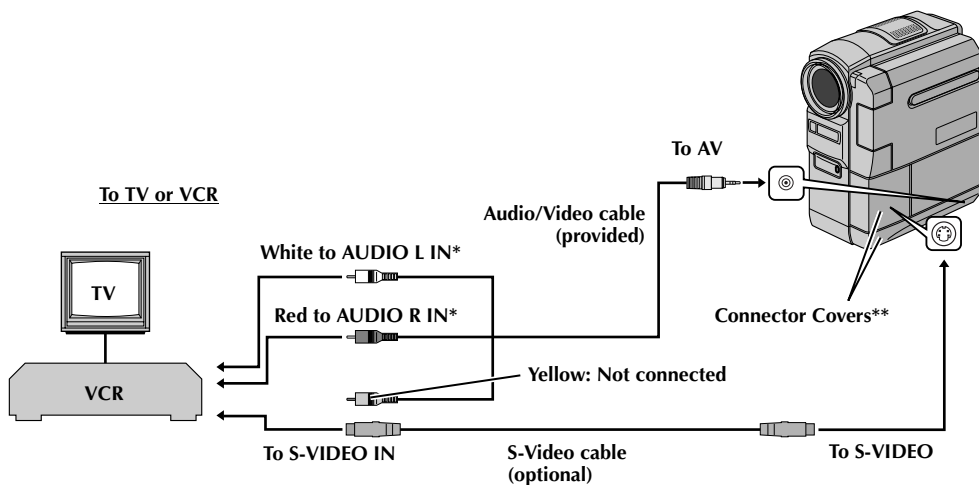 To AV
To TV or VCR
Audio/Video cable
(provided)
White to AUDIO L IN*
TV
Red to AUDIO R IN*
Connector Covers**
Yellow: Not connected
VCR
To S-VIDEO IN
S-Video cable
(optional)
To S-VIDEO